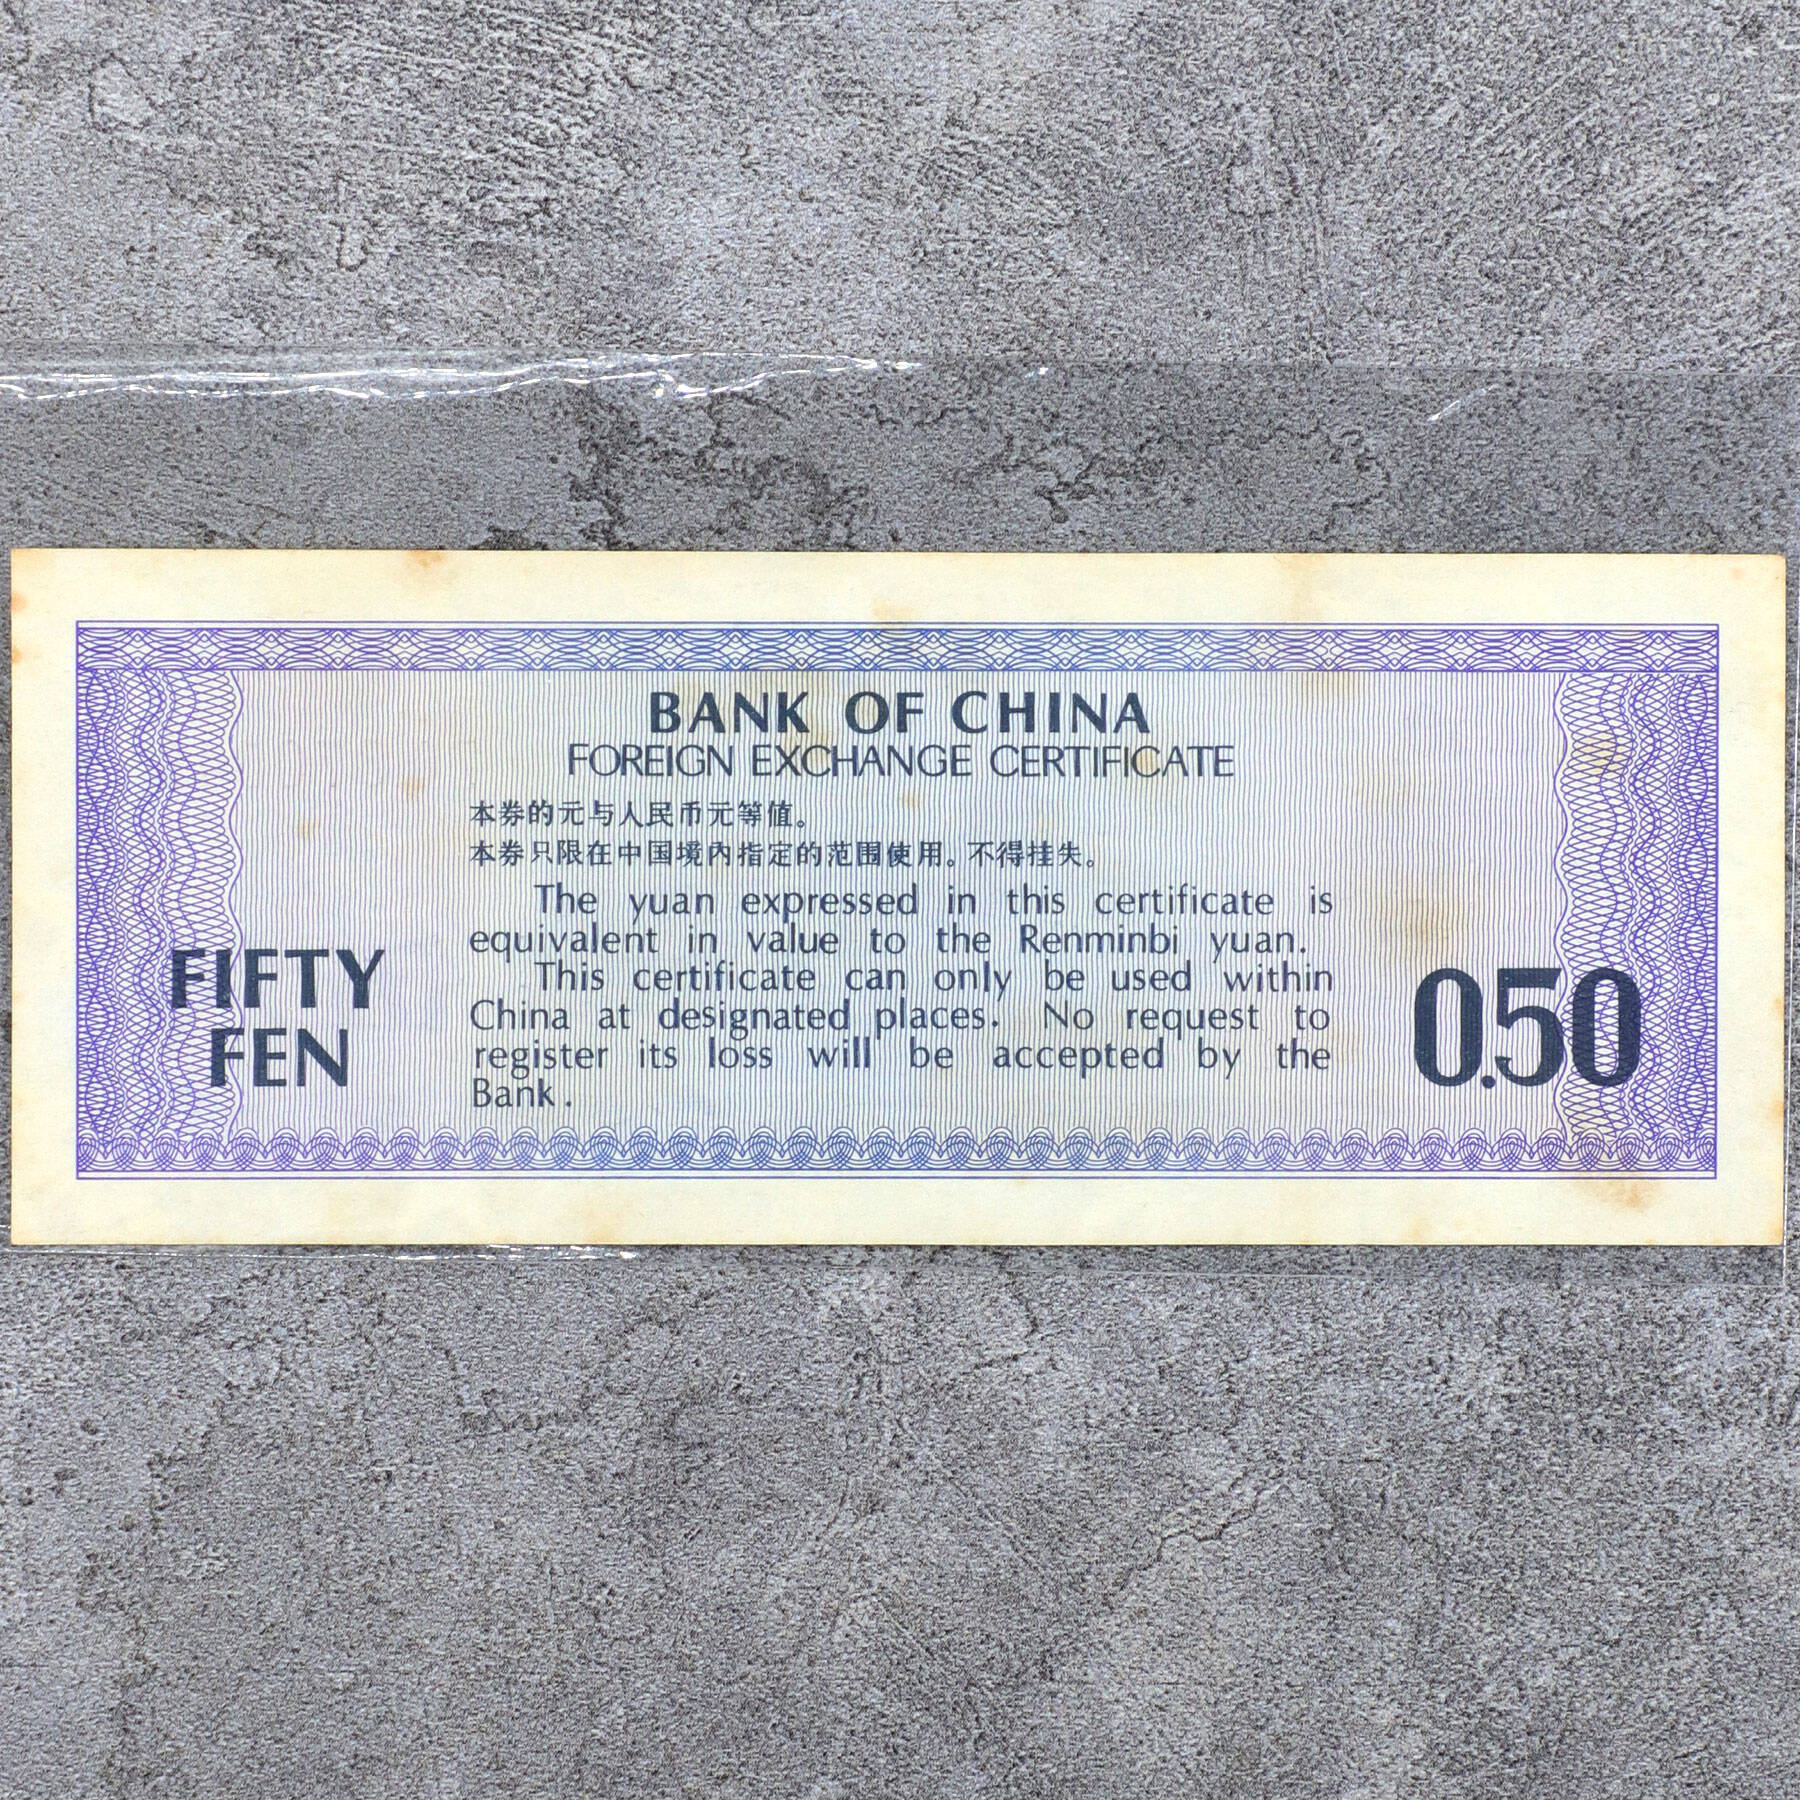 BANK OF CHINA
FOREIGN EXCHANGE CERTIFICATE
本券的元与人民币元等值。
本券只限在中国境内指定的范围使用。不得挂失。
The yuan expressed in this certificate is
equivalent in value to the Renminbi yuan.
This certificate can only be used within
China at designated places. No request to
register its loss will be accepted by the
Bank.
FIFTY
FEN
0.50